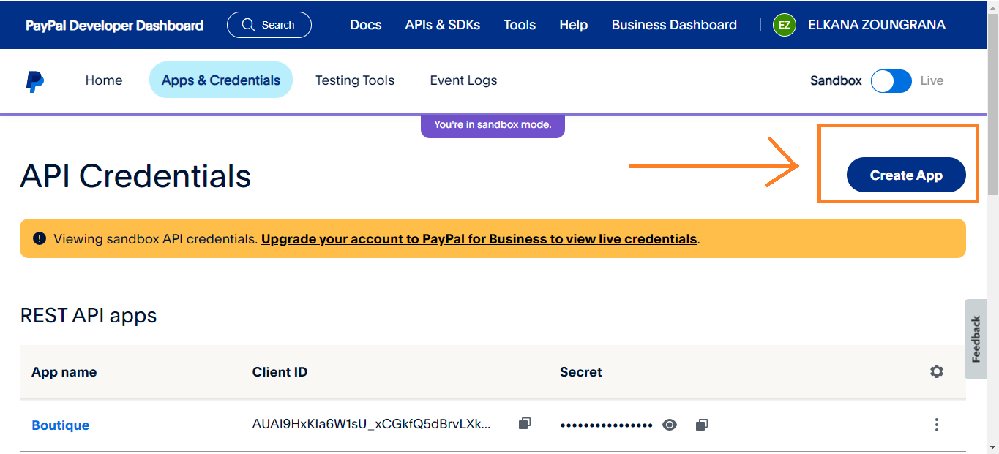 PayPal Developer Dashboard Search Docs APIs & SDKs Tools Help Business Dashboard EZ ELKANA ZOUNGRANA
Home Apps & Credentials Testing Tools Event Logs Sandbox Live
You're in sandbox mode.
API Credentials
Create App
Viewing sandbox API credentials. Upgrade your account to PayPal for Business to view live credentials.
REST API apps
Feedback
App name Client ID Secret
Boutique AUAl9HxKIa6W1sU_xCGkfQ5dBrvLXk... ••••••••••••••••